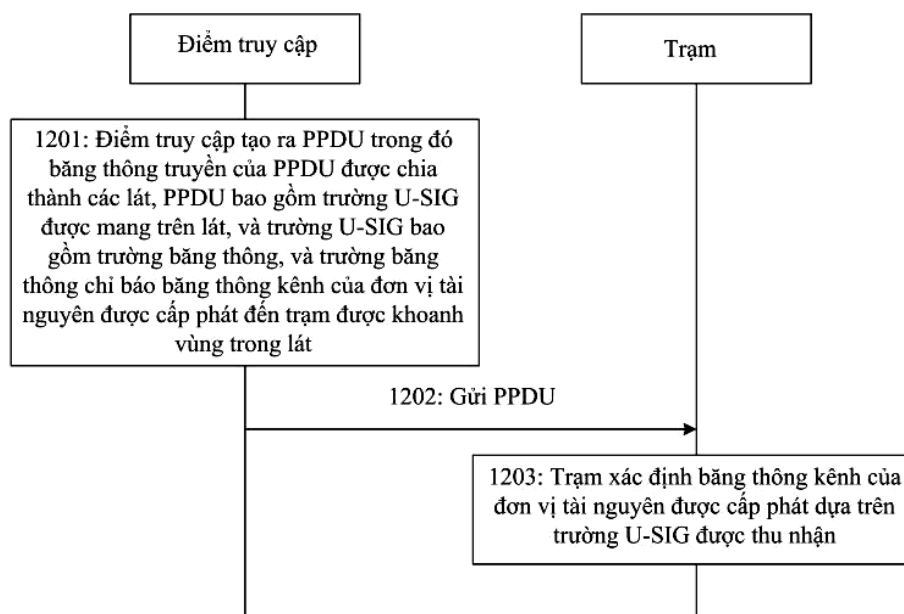 Điểm truy cập
Trạm
1201: Điểm truy cập tạo ra PPDU trong đó
băng thông truyền của PPDU được chia
thành các lát, PPDU bao gồm trường U-SIG
được mang trên lát, và trường U-SIG bao
gồm trường băng thông, và trường băng
thông chỉ báo băng thông kênh của đơn vị tài
nguyên được cấp phát đến trạm được khoanh
vùng trong lát
1202: Gửi PPDU
1203: Trạm xác định băng thông kênh của
đơn vị tài nguyên được cấp phát dựa trên
trường U-SIG được thu nhận